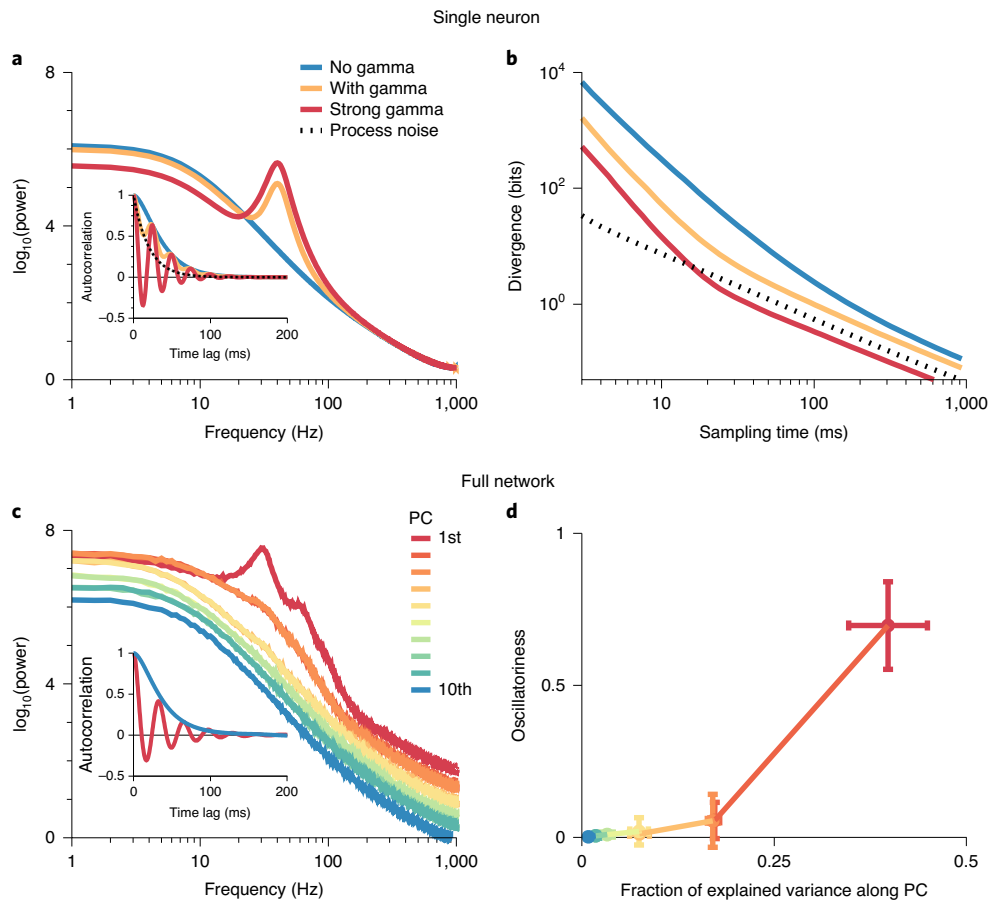 Single neuron
a
8
4
0
log10(power)
1
10
100
1,000
Frequency (Hz)
No gamma
With gamma
Strong gamma
Process noise
1
0.5
0
–0.5
Autocorrelation
0
100
200
Time lag (ms)
b
10^4
10^2
10^0
Divergence (bits)
10
100
1,000
Sampling time (ms)
Full network
c
8
4
0
log10(power)
1
10
100
1,000
Frequency (Hz)
PC
1st
10th
1
0.5
0
–0.5
Autocorrelation
0
100
200
Time lag (ms)
d
1
0.5
0
Oscillatoriness
0
0.25
0.5
Fraction of explained variance along PC